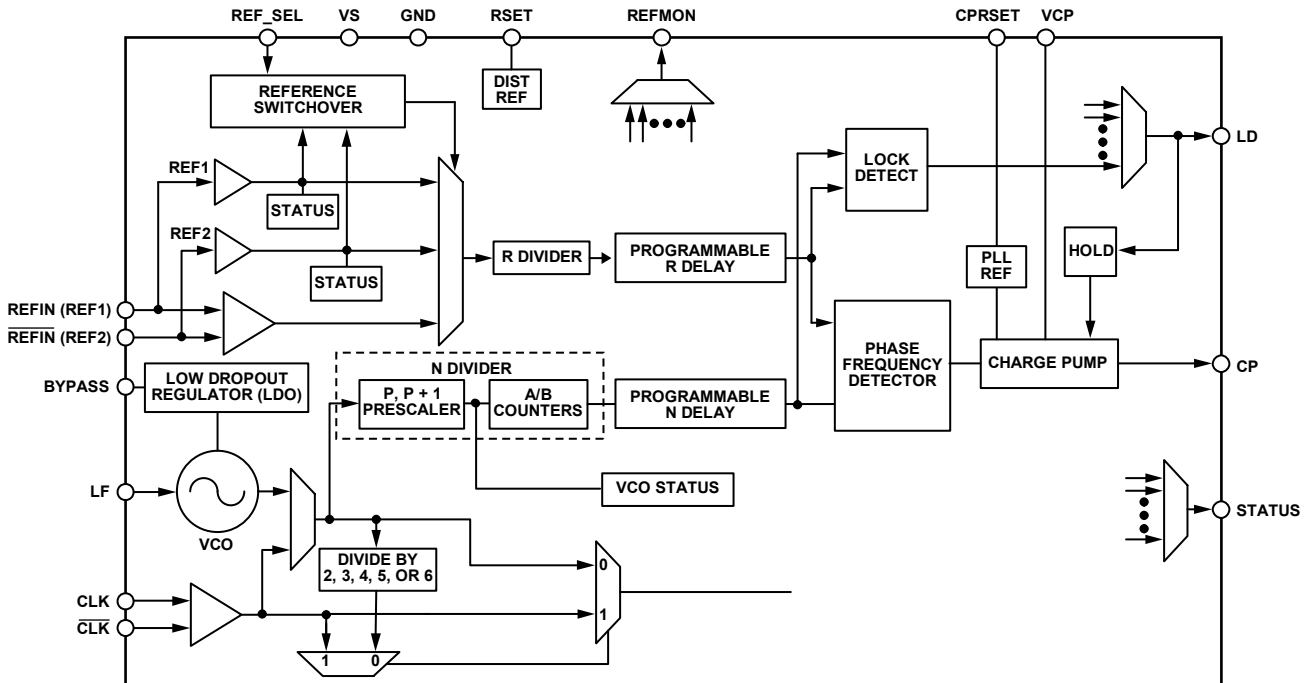 REF_SEL VS GND RSET REFMON CPRSET VCP
REFERENCE
SWITCHOVER
DIST
REF
LD
LOCK
DETECT
REF1
STATUS
REF2
STATUS
R DIVIDER
PROGRAMMABLE
R DELAY
PLL
REF
HOLD
REFIN (REF1)
REFIN (REF2)
PHASE
FREQUENCY
DETECTOR
CHARGE PUMP
CP
BYPASS
LOW DROPOUT
REGULATOR (LDO)
N DIVIDER
P, P + 1
PRESCALER
A/B
COUNTERS
PROGRAMMABLE
N DELAY
LF
VCO
VCO STATUS
STATUS
DIVIDE BY
2, 3, 4, 5, OR 6
0
1
CLK
CLK
1 0